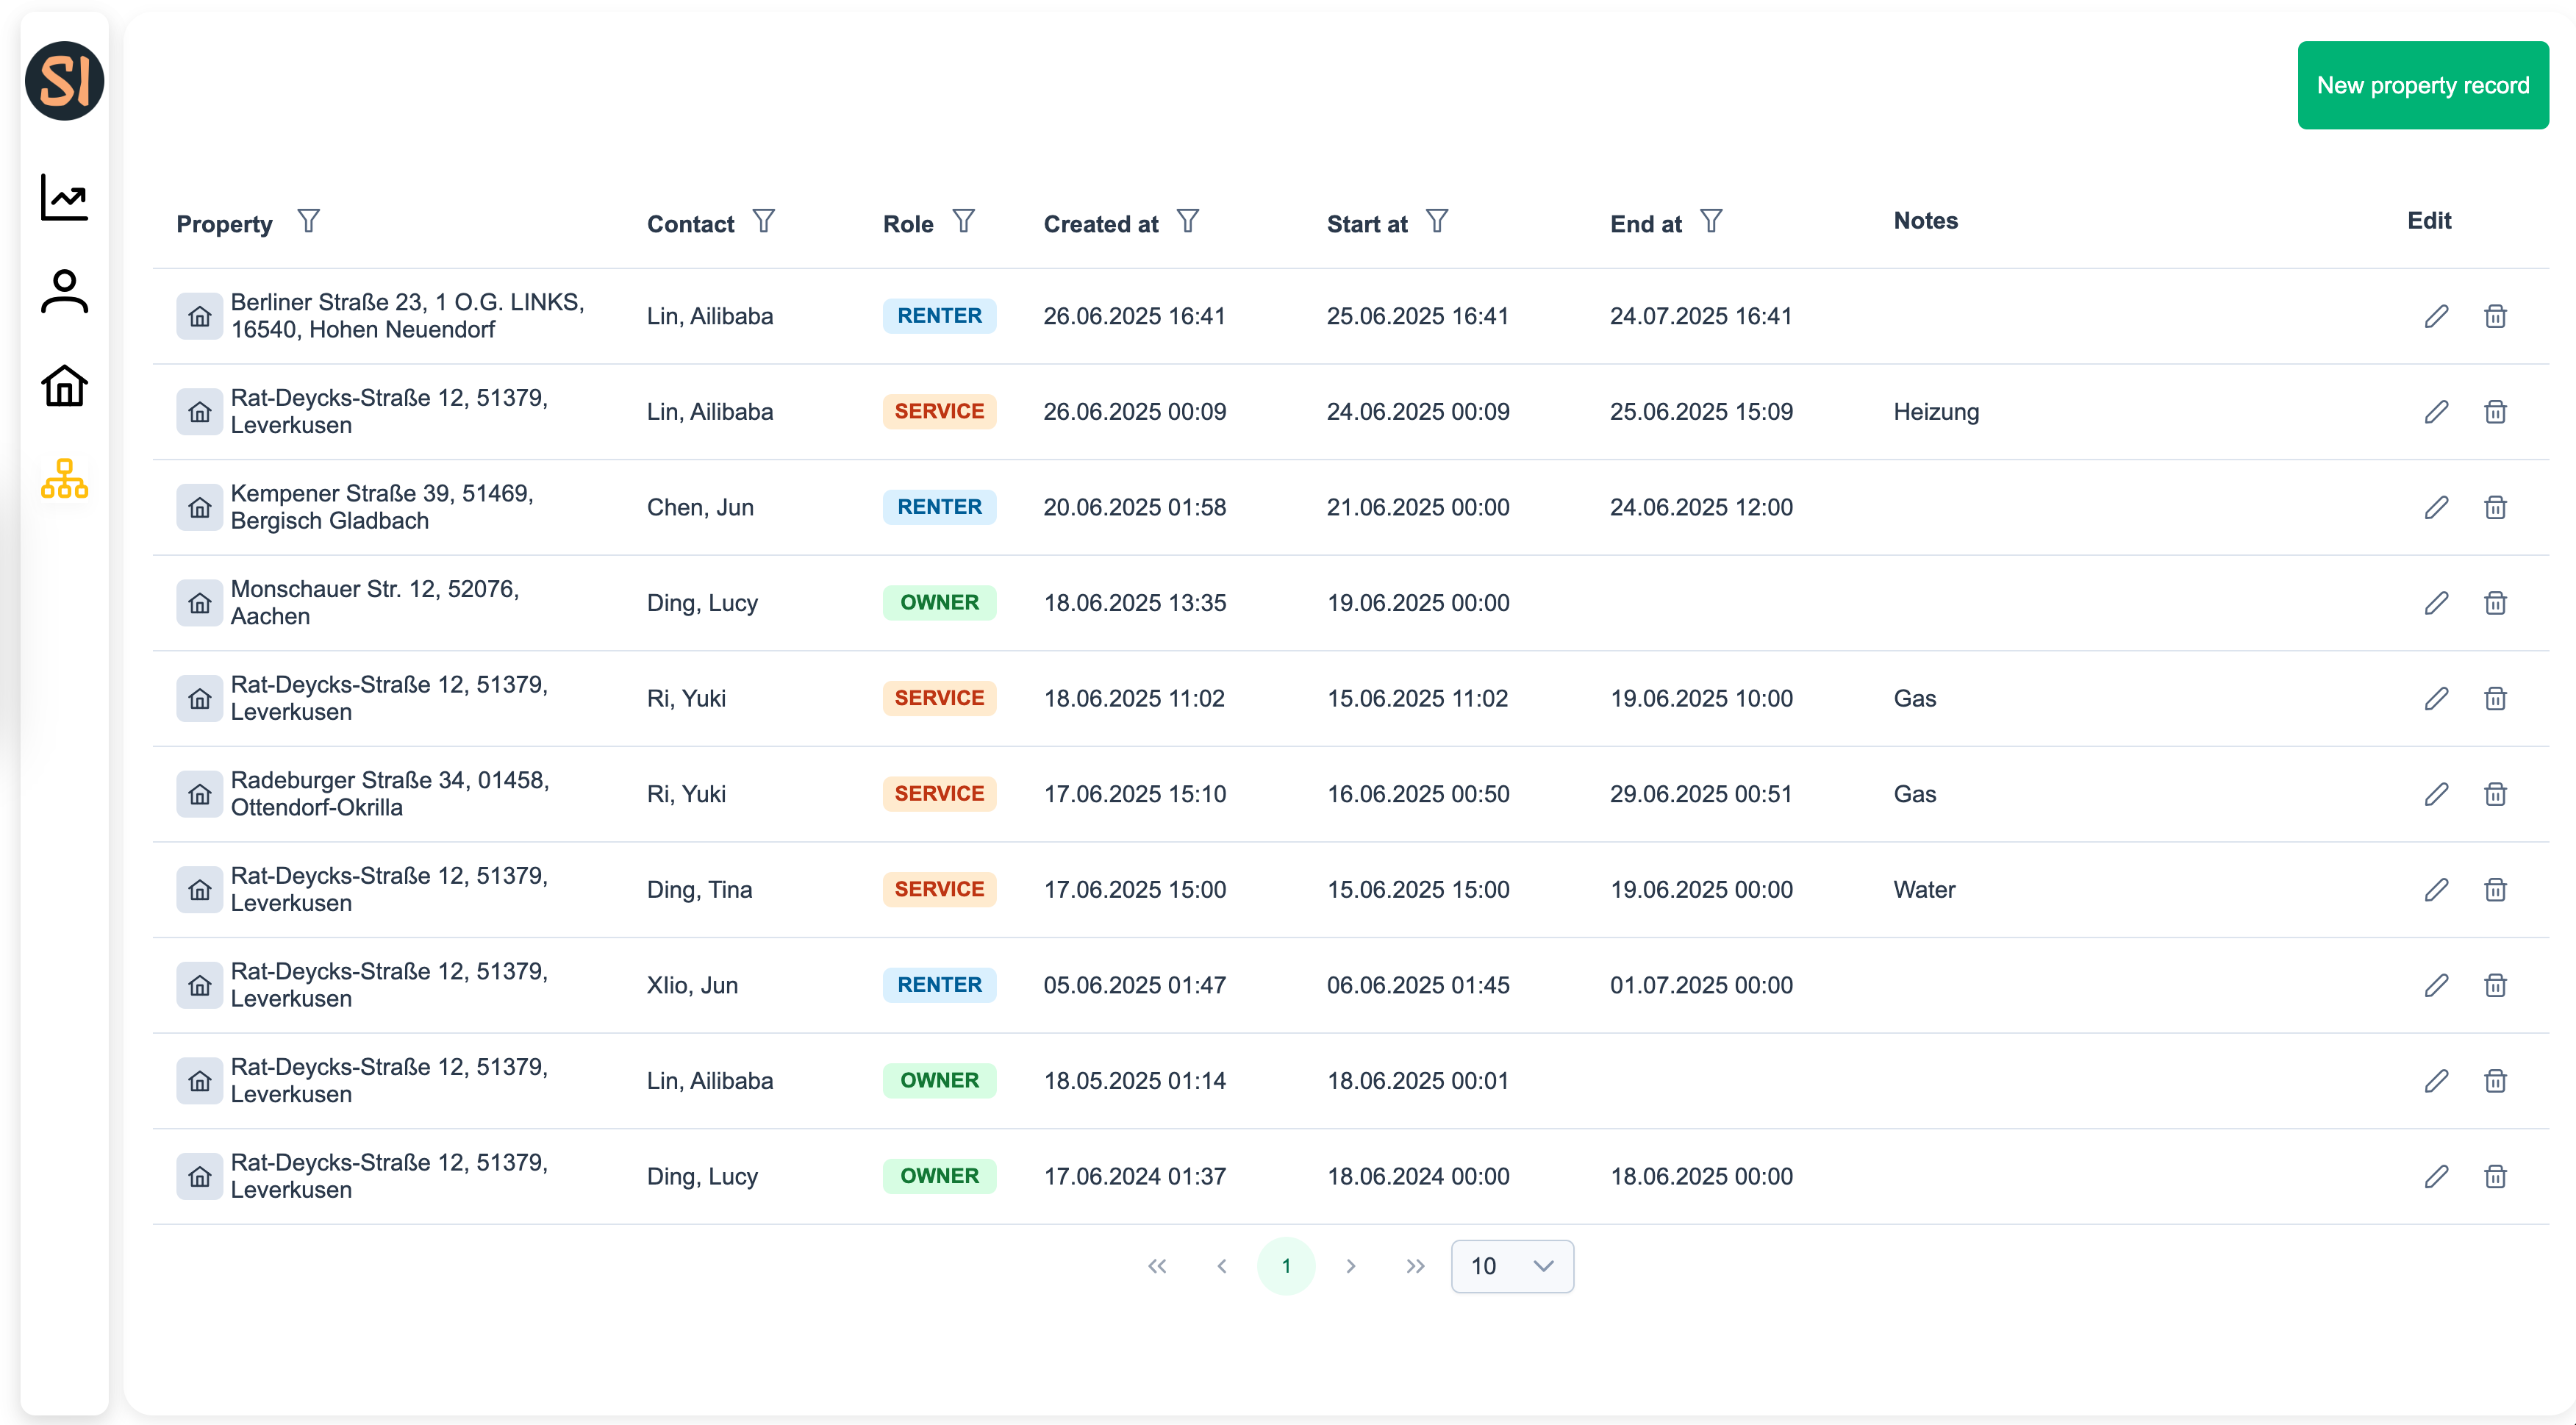 SI
New property record
Property Contact Role Created at Start at End at Notes Edit
Berliner Straße 23, 1 O.G. LINKS,
16540, Hohen Neuendorf
Lin, Ailibaba RENTER 26.06.2025 16:41 25.06.2025 16:41 24.07.2025 16:41
Rat-Deycks-Straße 12, 51379,
Leverkusen
Lin, Ailibaba SERVICE 26.06.2025 00:09 24.06.2025 00:09 25.06.2025 15:09 Heizung
Kempener Straße 39, 51469,
Bergisch Gladbach
Chen, Jun RENTER 20.06.2025 01:58 21.06.2025 00:00 24.06.2025 12:00
Monschauer Str. 12, 52076,
Aachen
Ding, Lucy OWNER 18.06.2025 13:35 19.06.2025 00:00
Rat-Deycks-Straße 12, 51379,
Leverkusen
Ri, Yuki SERVICE 18.06.2025 11:02 15.06.2025 11:02 19.06.2025 10:00 Gas
Radeburger Straße 34, 01458,
Ottendorf-Okrilla
Ri, Yuki SERVICE 17.06.2025 15:10 16.06.2025 00:50 29.06.2025 00:51 Gas
Rat-Deycks-Straße 12, 51379,
Leverkusen
Ding, Tina SERVICE 17.06.2025 15:00 15.06.2025 15:00 19.06.2025 00:00 Water
Rat-Deycks-Straße 12, 51379,
Leverkusen
Xlio, Jun RENTER 05.06.2025 01:47 06.06.2025 01:45 01.07.2025 00:00
Rat-Deycks-Straße 12, 51379,
Leverkusen
Lin, Ailibaba OWNER 18.05.2025 01:14 18.06.2025 00:01
Rat-Deycks-Straße 12, 51379,
Leverkusen
Ding, Lucy OWNER 17.06.2024 01:37 18.06.2024 00:00 18.06.2025 00:00
1 10